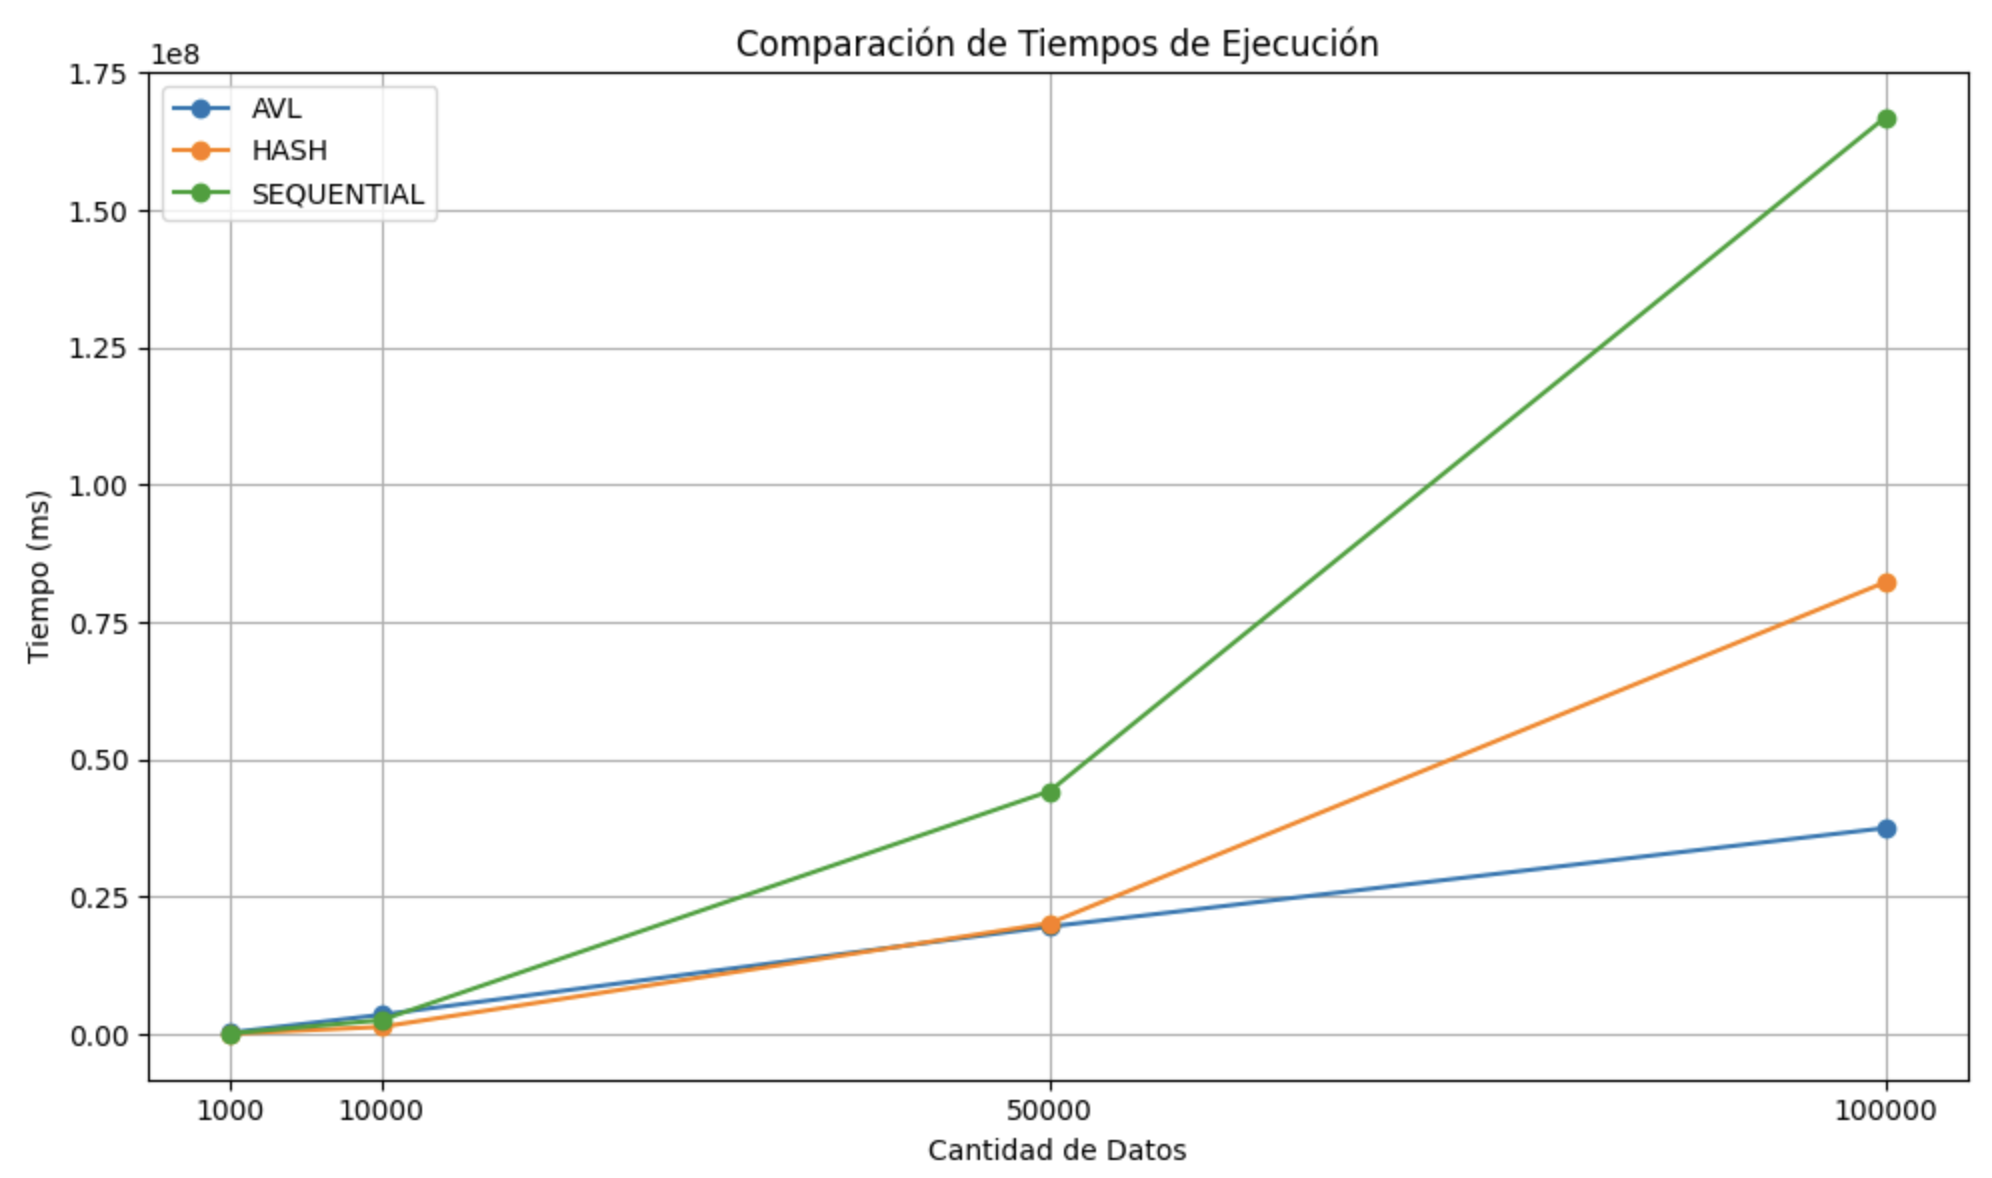 Comparación de Tiempos de Ejecución
1e8
1.75
1.50
1.25
1.00
0.75
0.50
0.25
0.00
AVL
HASH
SEQUENTIAL
Tiempo (ms)
1000 10000 50000 100000
Cantidad de Datos